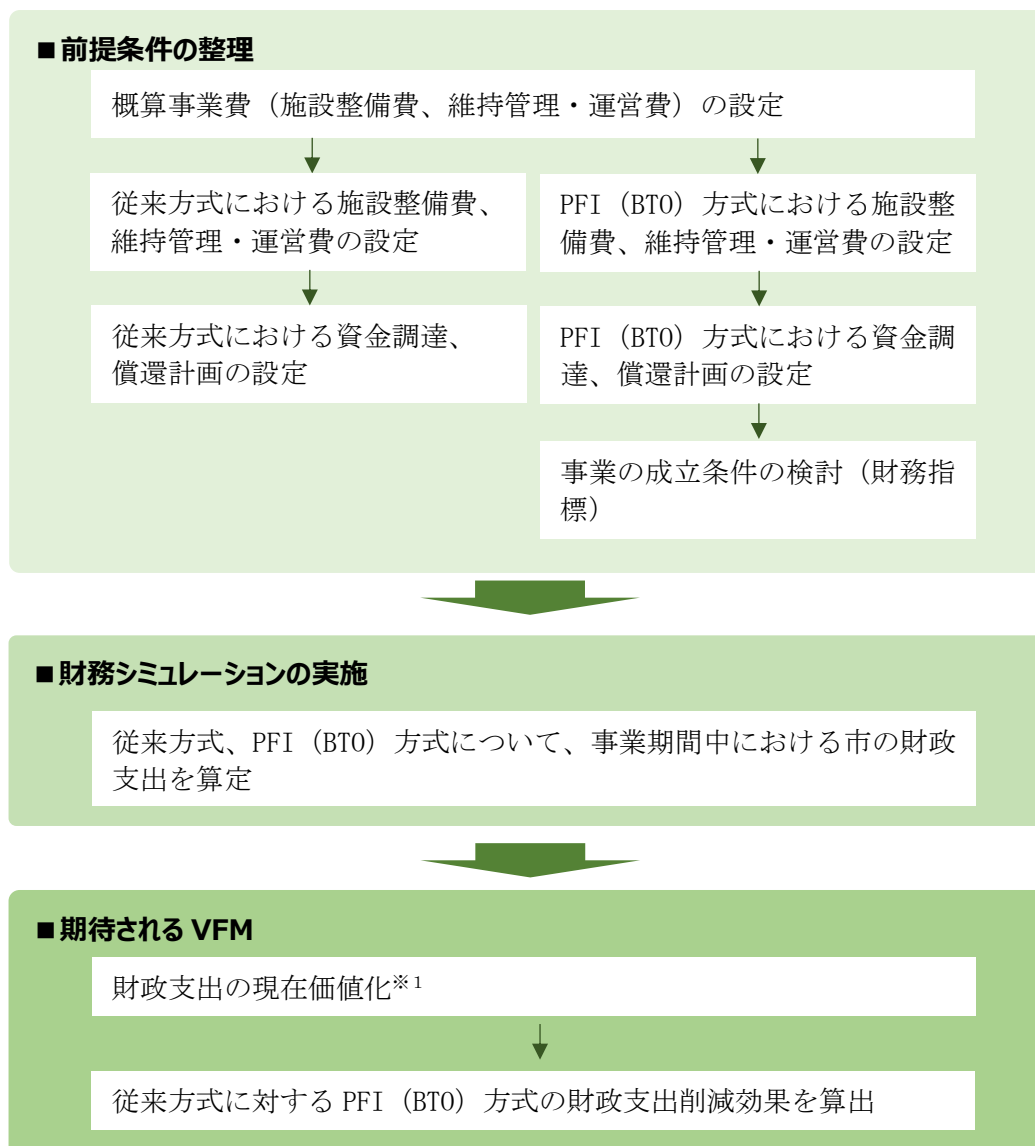 ■前提条件の整理
概算事業費（施設整備費、維持管理・運営費）の設定
従来方式における施設整備費、
維持管理・運営費の設定
PFI（BTO）方式における施設整
備費、維持管理・運営費の設定
従来方式における資金調達、
償還計画の設定
PFI（BTO）方式における資金調
達、償還計画の設定
事業の成立条件の検討（財務指
標）
■財務シミュレーションの実施
従来方式、PFI（BTO）方式について、事業期間中における市の財政
支出を算定
■期待される VFM
財政支出の現在価値化※1
従来方式に対する PFI（BTO）方式の財政支出削減効果を算出